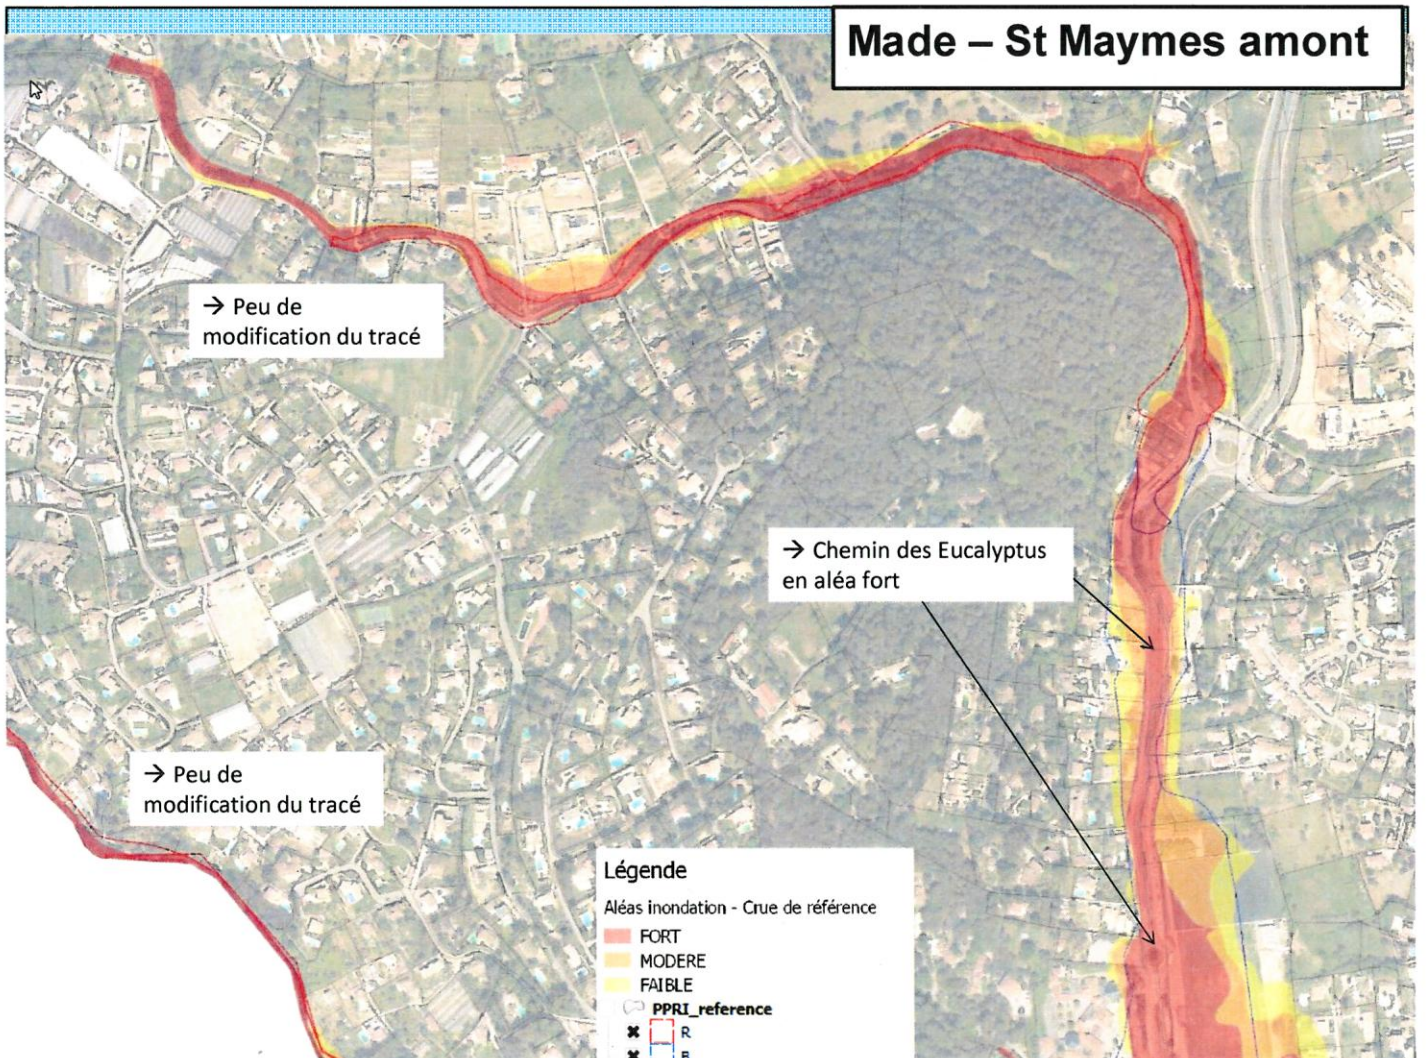 Made – St Maymes amont
→ Peu de
modification du tracé
→ Chemin des Eucalyptus
en aléa fort
→ Peu de
modification du tracé
Légende
Aléas inondation - Crue de référence
FORT
MODERE
FAIBLE
PPRI_reference
R
B